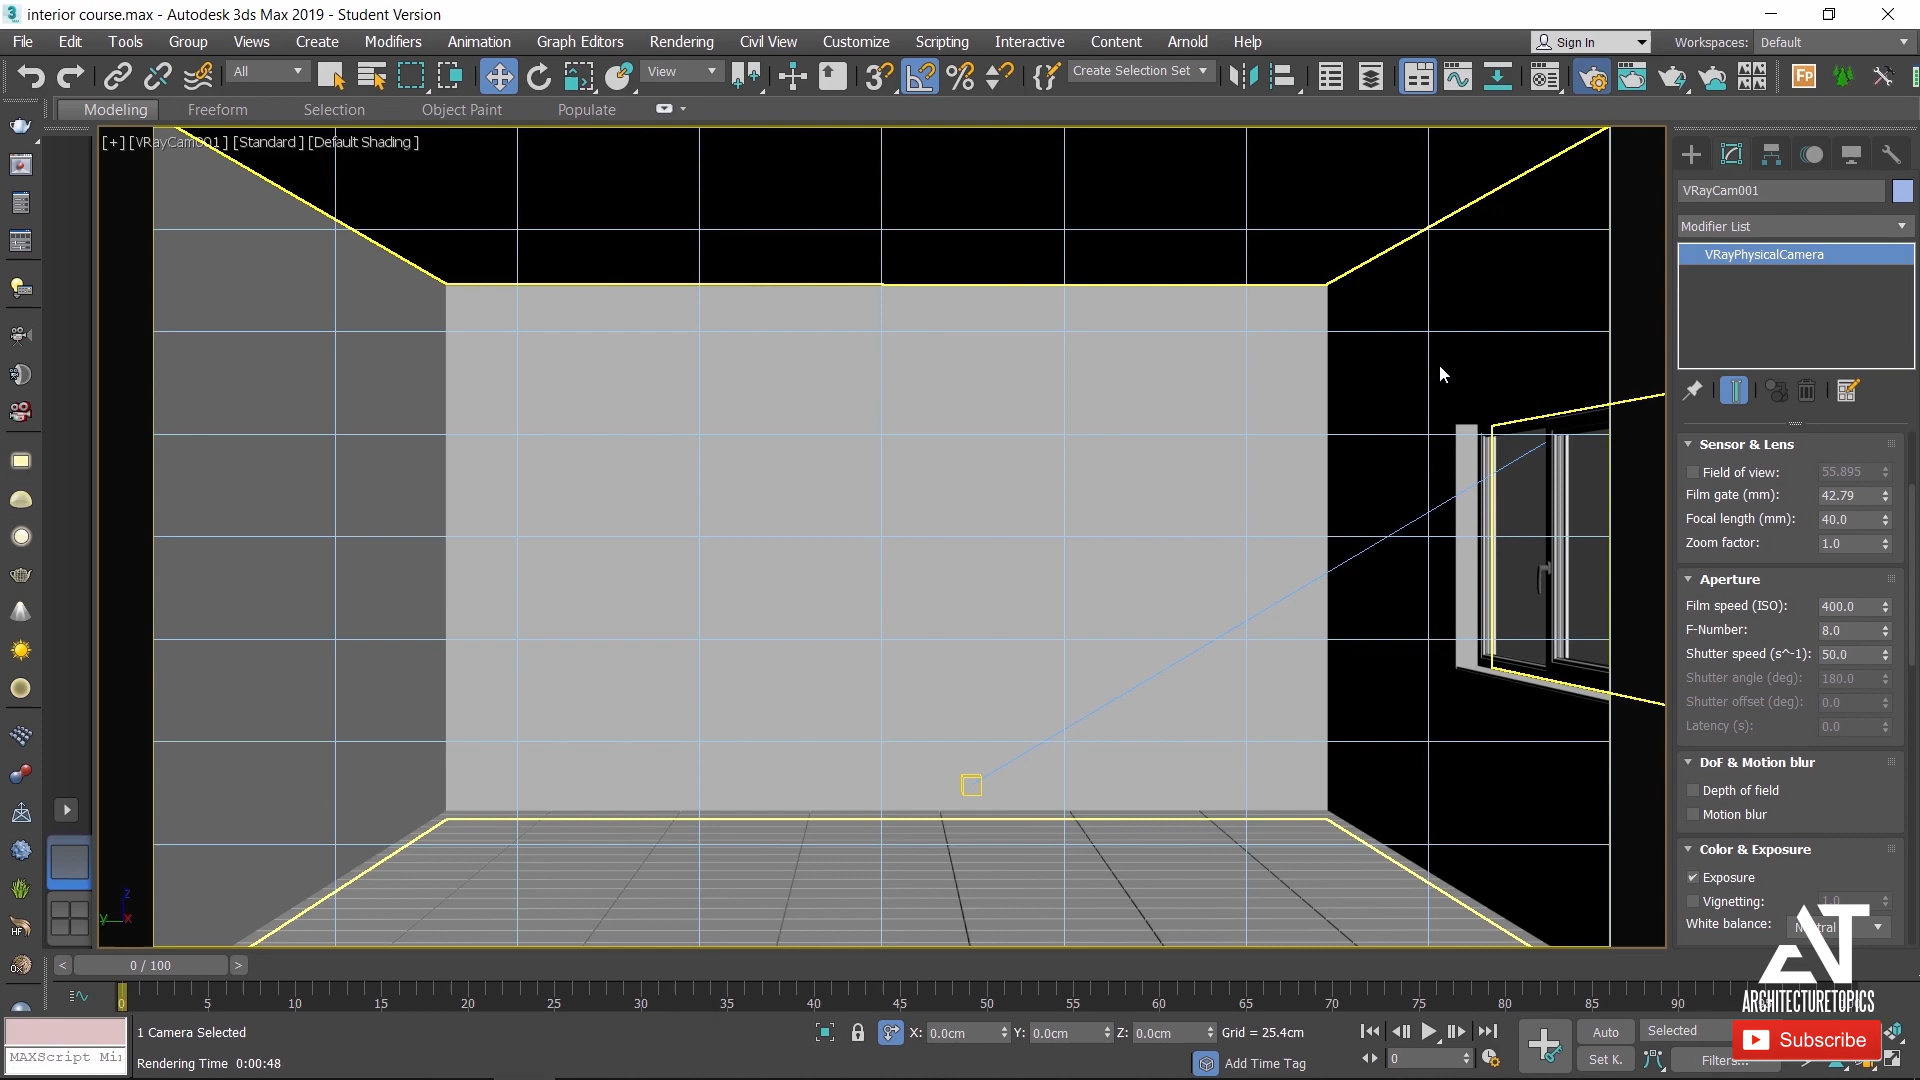 interior course.max - Autodesk 3ds Max 2019 - Student Version
File Edit Tools Group Views Create Modifiers Animation Graph Editors Rendering Civil View Customize Scripting Interactive Content Arnold Help
Sign In Workspaces: Default
All View Create Selection Set Fp
Modeling Freeform Selection Object Paint Populate
[+] [VRayCam001] [Standard] [Default Shading]
VRayCam001
Modifier List
VRayPhysicalCamera
Sensor & Lens
Field of view: 55.895
Film gate (mm): 42.79
Focal length (mm): 40.0
Zoom factor: 1.0
Aperture
Film speed (ISO): 400.0
F-Number: 8.0
Shutter speed (s^-1): 50.0
Shutter angle (deg): 180.0
Shutter offset (deg): 0.0
Latency (s): 0.0
DoF & Motion blur
Depth of field
Motion blur
Color & Exposure
Exposure
Vignetting: 1.0
White balance:
z
y x
HF
< 0 / 100 >
0 5 10 15 20 25 30 35 40 45 50 55 60 65 70 75 80 85 90
AT
ARCHITECTURETOPICS
1 Camera Selected X: 0.0cm Y: 0.0cm Z: 0.0cm Grid = 25.4cm Auto Selected
Subscribe
MAXScript Mi
Rendering Time 0:00:48 Add Time Tag 0 Set K. Filters...